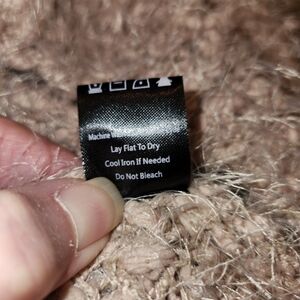 Machine
Lay Flat To Dry
Cool Iron If Needed
Do Not Bleach